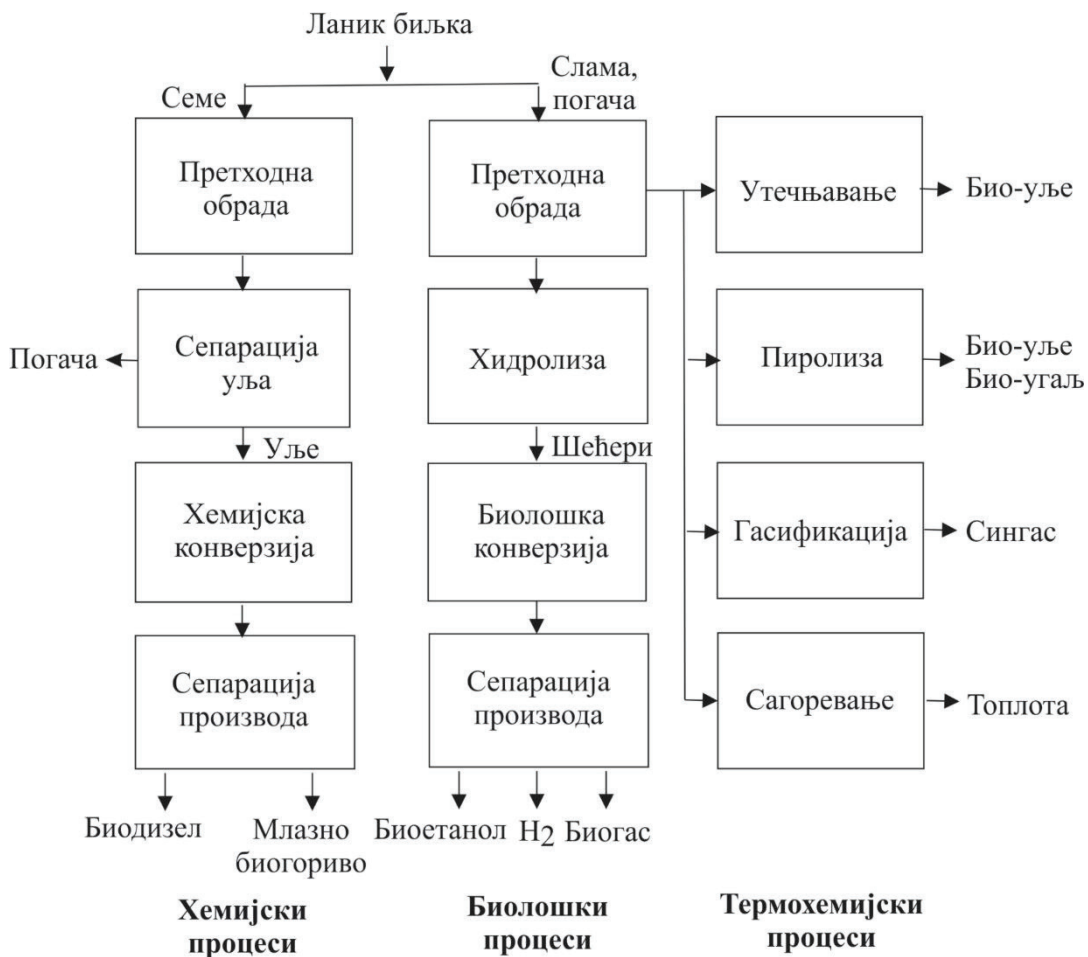 Ланик биљка
Семе
Слама,
погача
Претходна
обрада
Претходна
обрада
Утечњавање
Био-уље
Погача
Сепарација
уља
Хидролиза
Пиролиза
Био-уље
Био-угаљ
Уље
Шећери
Хемијска
конверзија
Биолошка
конверзија
Гасификација
Сингас
Сепарација
производа
Сепарација
производа
Сагоревање
Топлота
Биодизел
Млазно
биогориво
Биоетанол
H2
Биогас
Хемијски
процеси
Биолошки
процеси
Термохемијски
процеси